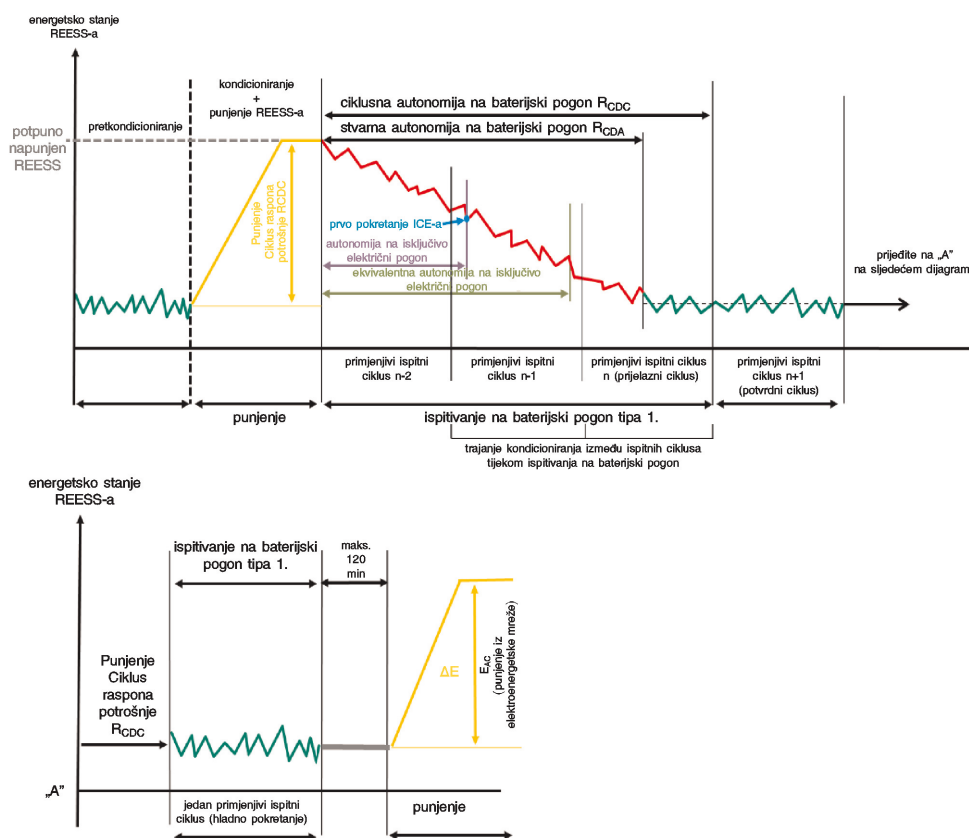 energetsko stanje
REESS-a
kondicioniranje
+
punjenje REESS-a
pretkondicioniranje
potpuno
napunjen
REESS
ciklusna autonomija na baterijski pogon RCDC
stvarna autonomija na baterijski pogon RCDA
Punjenje
Ciklus raspona
potrošnje RCDC
prvo pokretanje ICE-a
autonomija na isključivo
električni pogon
ekvivalentna autonomija na isključivo
električni pogon
prijeđite na „A”
na sljedećem dijagramu
primjenjivi ispitni
ciklus n-2
primjenjivi ispitni
ciklus n-1
primjenjivi ispitni ciklus
n (prijelazni ciklus)
primjenjivi ispitni
ciklus n+1
(potvrdni ciklus)
punjenje
ispitivanje na baterijski pogon tipa 1.
trajanje kondicioniranja između ispitnih ciklusa
tijekom ispitivanja na baterijski pogon
energetsko stanje
REESS-a
ispitivanje na baterijski
pogon tipa 1.
maks.
120
min
Punjenje
Ciklus
raspona
potrošnje
RCDC
ΔE
EAC
(punjenje iz
elektroenergetske mreže)
„A”
jedan primjenjivi ispitni
ciklus (hladno pokretanje)
punjenje